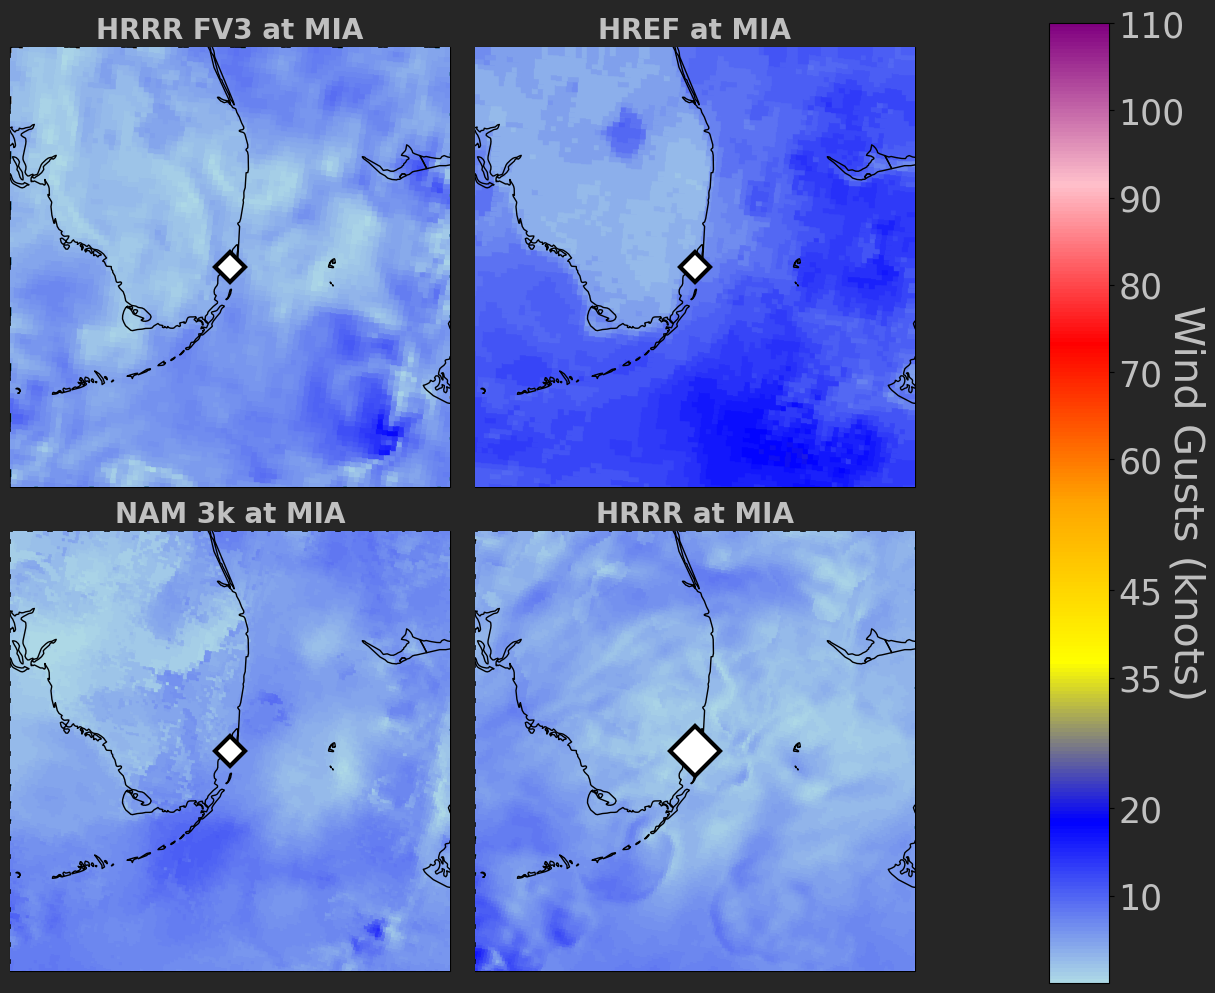 HRRR FV3 at MIA
HREF at MIA
NAM 3k at MIA
HRRR at MIA
110
100
90
80
70
60
45
35
20
10
Wind Gusts (knots)